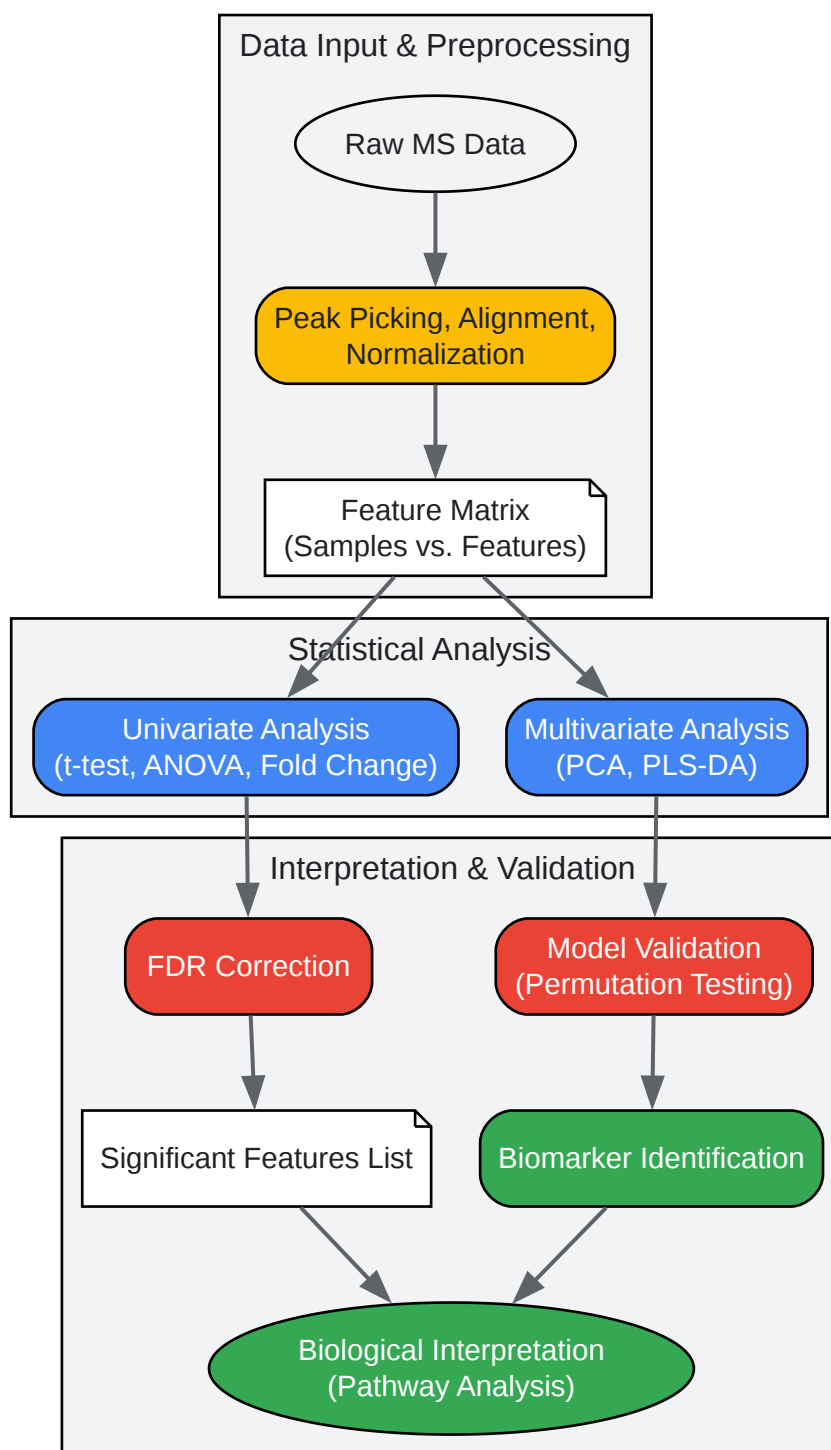 Data Input & Preprocessing
Raw MS Data
Peak Picking, Alignment,
Normalization
Feature Matrix
(Samples vs. Features)
Statistical Analysis
Univariate Analysis
(t-test, ANOVA, Fold Change)
Multivariate Analysis
(PCA, PLS-DA)
Interpretation & Validation
FDR Correction
Model Validation
(Permutation Testing)
Significant Features List
Biomarker Identification
Biological Interpretation
(Pathway Analysis)